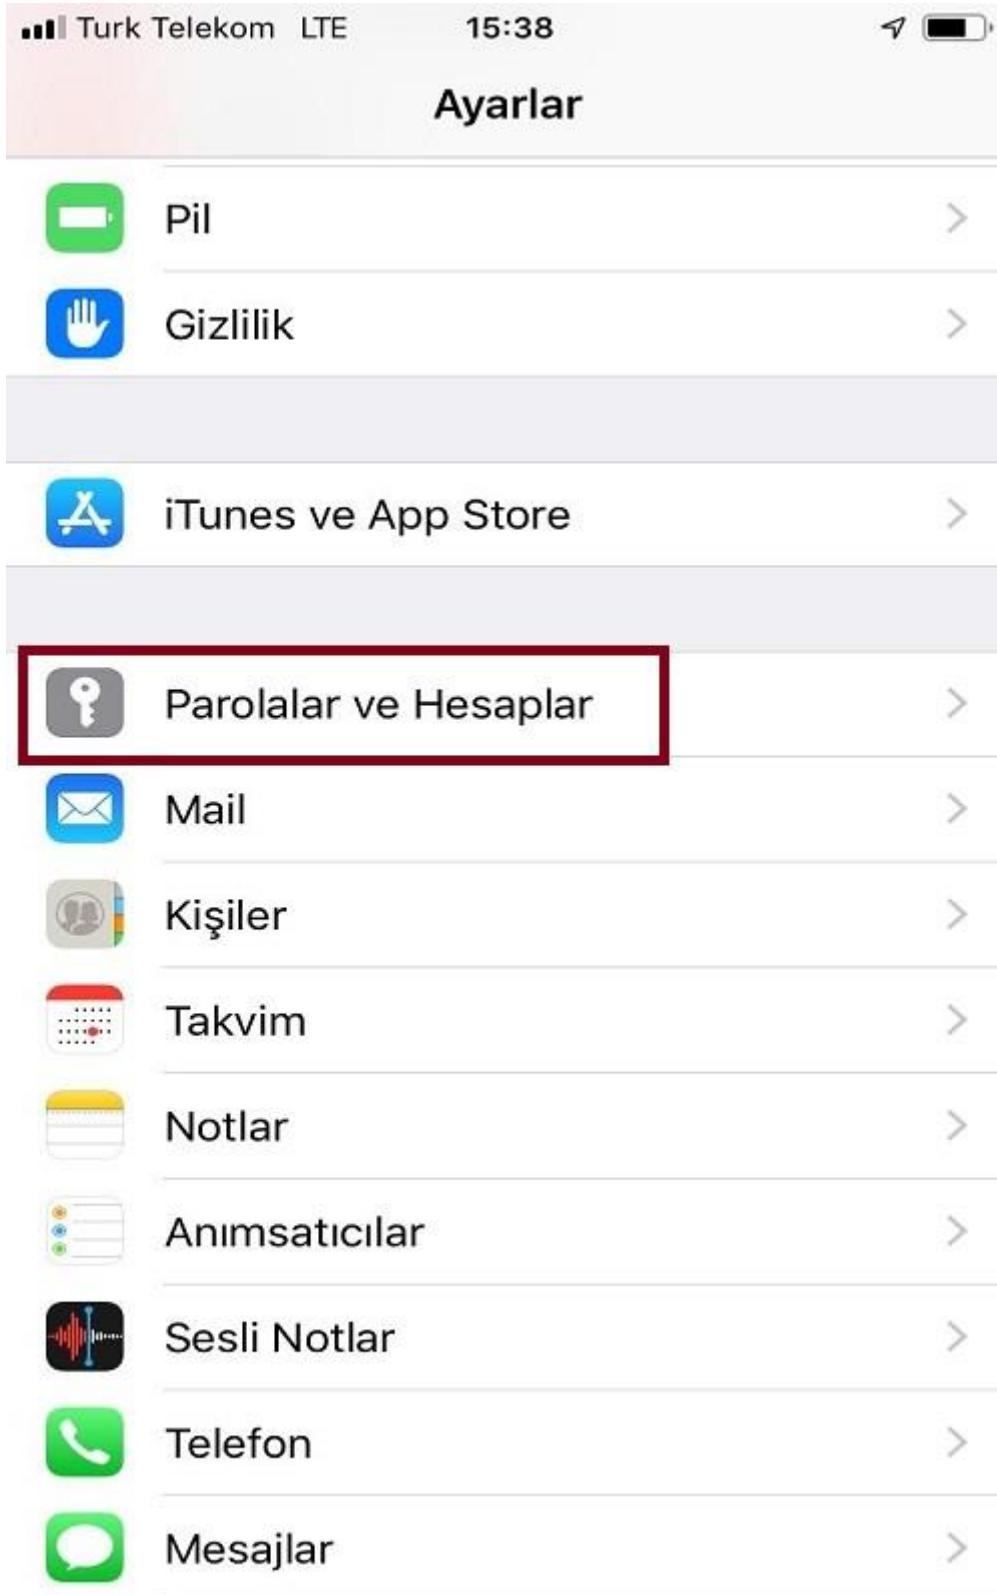 Turk Telekom LTE 15:38
Ayarlar
Pil
Gizlilik
iTunes ve App Store
Parolalar ve Hesaplar
Mail
Kişiler
Takvim
Notlar
Anımsatıcılar
Sesli Notlar
Telefon
Mesajlar